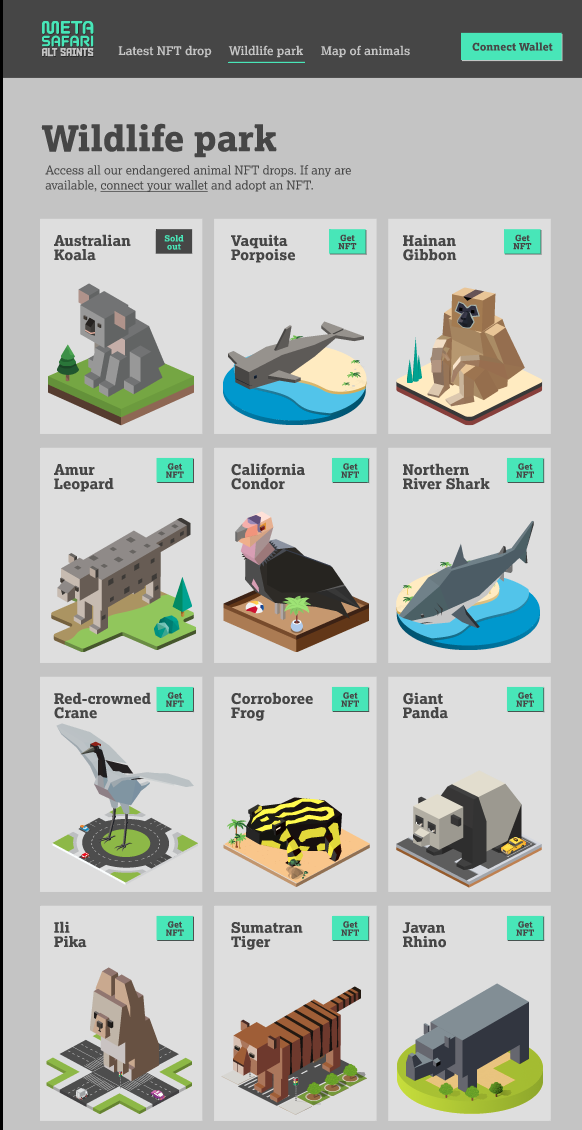 META
SAFARI
ALT SAINTS
Latest NFT drop
Wildlife park
Map of animals
Connect Wallet
Wildlife park
Access all our endangered animal NFT drops. If any are
available, connect your wallet and adopt an NFT.
Australian
Koala
Sold
out
Vaquita
Porpoise
Get
NFT
Hainan
Gibbon
Get
NFT
Amur
Leopard
Get
NFT
California
Condor
Get
NFT
Northern
River Shark
Get
NFT
Red-crowned
Crane
Get
NFT
Corroboree
Frog
Get
NFT
Giant
Panda
Get
NFT
Ili
Pika
Get
NFT
Sumatran
Tiger
Get
NFT
Javan
Rhino
Get
NFT